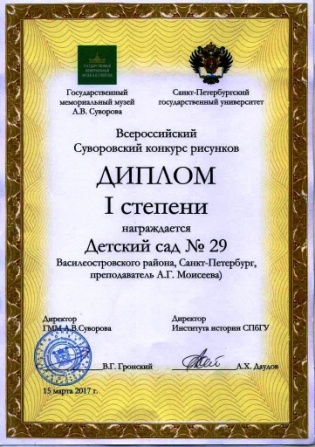 Государственный
мемориальный музей
А.В. Суворова
Санкт-Петербургский
государственный университет
Всероссийский
Суворовский конкурс рисунков
ДИПЛОМ
I степени
награждается
Детский сад № 29
Василеостровского района, Санкт-Петербург,
преподаватель А.Г. Моисеева)
Директор
ГММ А.В.Суворова
Директор
Института истории СПбГУ
В.Г. Гронский
А.Х. Даудов
15 марта 2017 г.